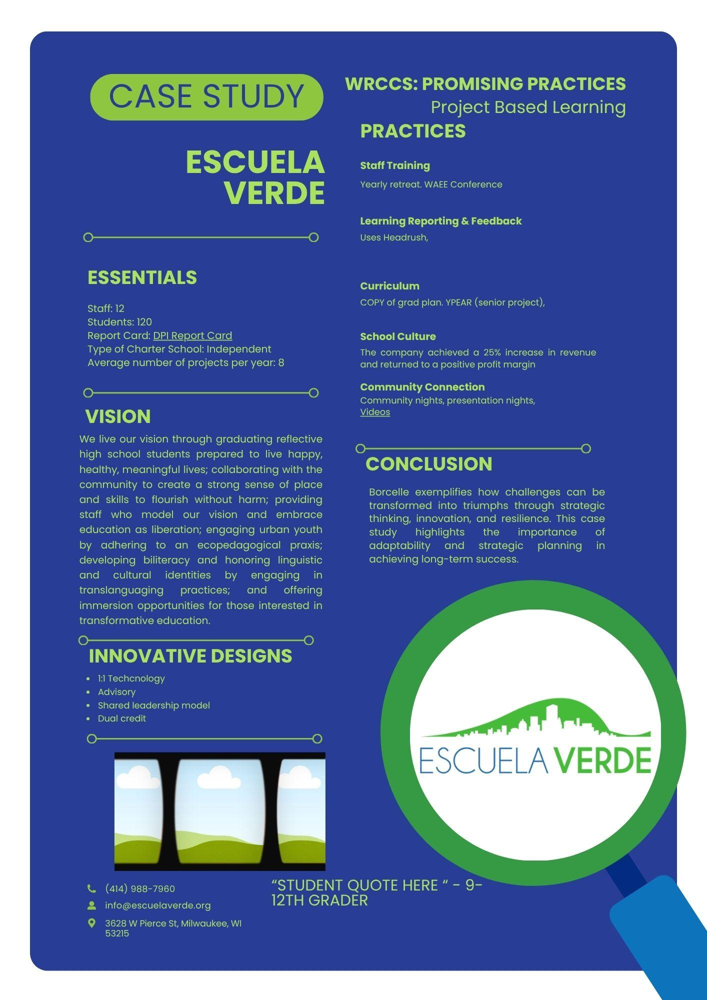 CASE STUDY
ESCUELA
VERDE
ESSENTIALS
Staff: 12
Students: 120
Report Card: DPI Report Card
Type of Charter School: Independent
Average number of projects per year: 8
VISION
We live our vision through graduating reflective
high school students prepared to live happy,
healthy, meaningful lives; collaborating with the
community to create a strong sense of place
and skills to flourish without harm; providing
staff who model our vision and embrace
education as liberation; engaging urban youth
by adhering to an ecopedagogical praxis;
developing biliteracy and honoring linguistic
and cultural identities by engaging in
translanguaging practices; and offering
immersion opportunities for those interested in
transformative education.
INNOVATIVE DESIGNS
• 1:1 Techcnology
• Advisory
• Shared leadership model
• Dual credit
(414) 988-7960
info@escuelaverde.org
3628 W Pierce St, Milwaukee, WI
53215
WRCCS: PROMISING PRACTICES
Project Based Learning
PRACTICES
Staff Training
Yearly retreat. WAEE Conference
Learning Reporting & Feedback
Uses Headrush,
Curriculum
COPY of grad plan. YPEAR (senior project),
School Culture
The company achieved a 25% increase in revenue
and returned to a positive profit margin
Community Connection
Community nights, presentation nights,
Videos
CONCLUSION
Borcelle exemplifies how challenges can be
transformed into triumphs through strategic
thinking, innovation, and resilience. This case
study highlights the importance of
adaptability and strategic planning in
achieving long-term success.
ESCUELA VERDE
“STUDENT QUOTE HERE “ - 9-
12TH GRADER